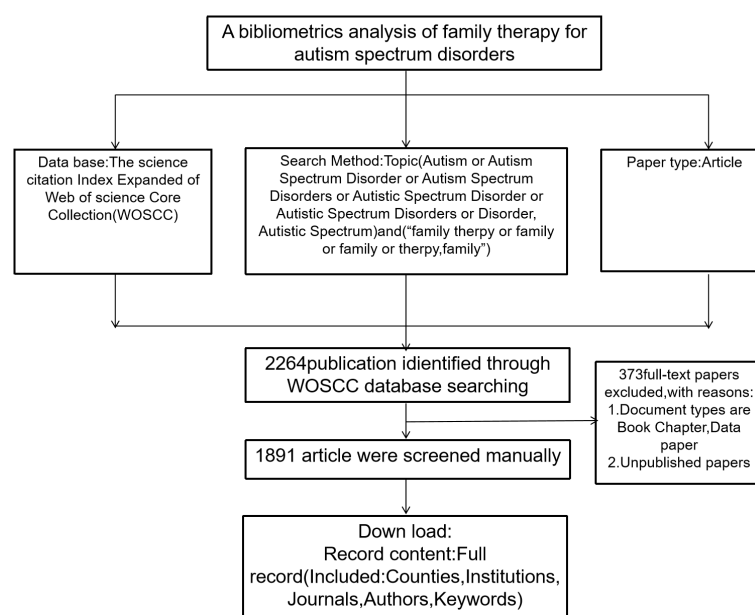 A bibliometrics analysis of family therapy for
autism spectrum disorders
Data base:The science
citation Index Expanded of
Web of science Core
Collection(WOSCC)
Search Method:Topic(Autism or Autism
Spectrum Disorder or Autism Spectrum
Disorders or Autistic Spectrum Disorder or
Autistic Spectrum Disorders or Disorder,
Autistic Spectrum)and(“family therpy or family
or family or therpy,family”)
Paper type:Article
2264publication idientified through
WOSCC database searching
373full-text papers
excluded,with reasons:
1.Document types are
Book Chapter,Data
paper
2.Unpublished papers
1891 article were screened manually
Down load:
Record content:Full
record(Included:Counties,Institutions,
Journals,Authors,Keywords)